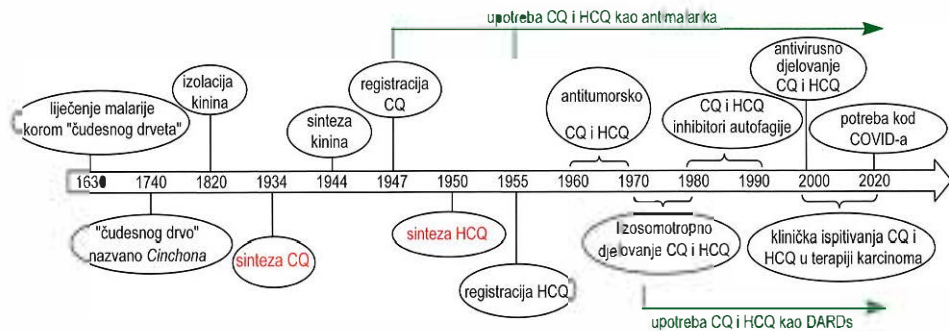 upotreba CQ i HCQ kao antimalarika
liječenje malarije
korom "čudesnog drveta"
izolacija
kinina
sinteza
kinina
registracija
CQ
antitumorsko
CQ i HCQ
CQ i HCQ
inhibitori autofagije
antivirusno
djelovanje
CQ i HCQ
potreba kod
COVID-a
1630 1740 1820 1934 1944 1947 1950 1955 1960 1970 1980 1990 2000 2020
"čudesno drvo"
nazvano Cinchona
sinteza CQ
sinteza HCQ
registracija HCQ
lizosomotropno
djelovanje CQ i HCQ
klinička ispitivanja CQ i
HCQ u terapiji karcinoma
upotreba CQ i HCQ kao DARDs